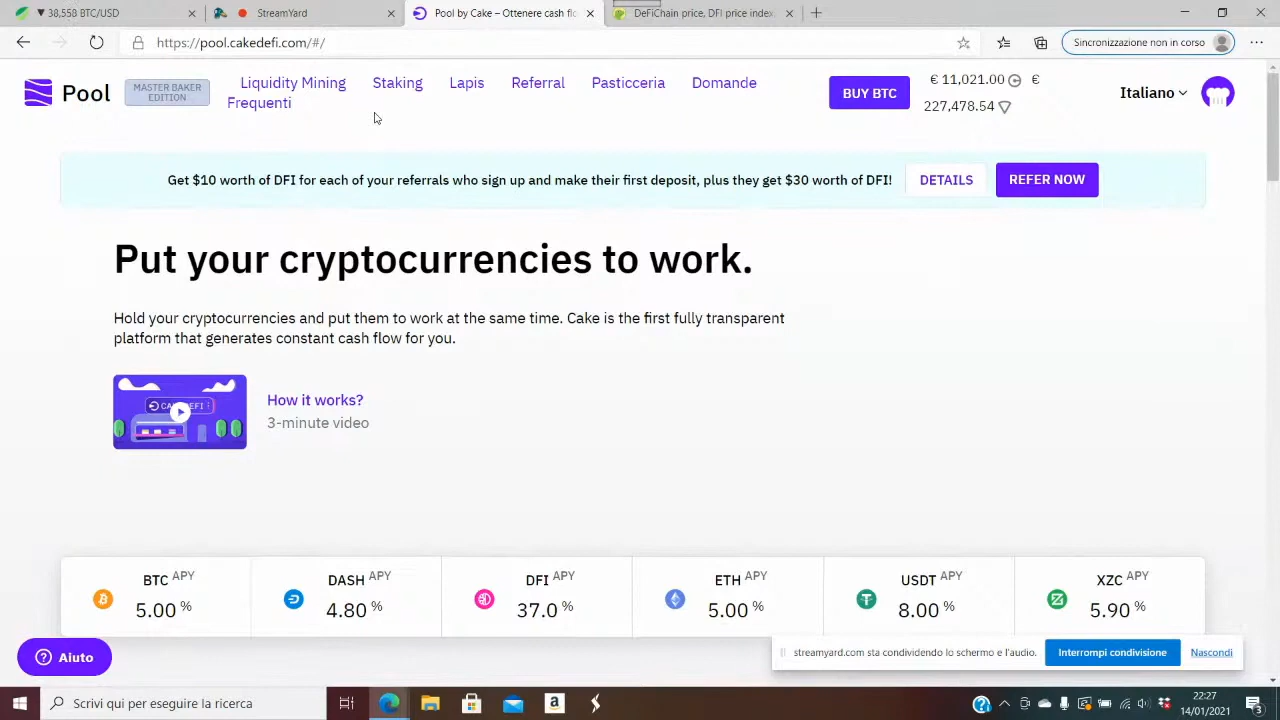 ▼ 38,558 BTC/USD
StreamYard
Pool by Cake – Ottenere cash flo
DeFiChain price, DFI price index,
https://pool.cakedefi.com/#/
Sincronizzazione non in corso
Pool
MASTER BAKER
EDITION
Liquidity Mining Staking Lapis Referral Pasticceria Domande
Frequenti
BUY BTC
€ 11,021.00 €
227,478.54
Italiano
Get $10 worth of DFI for each of your referrals who sign up and make their first deposit, plus they get $30 worth of DFI!
DETAILS
REFER NOW
Put your cryptocurrencies to work.
Hold your cryptocurrencies and put them to work at the same time. Cake is the first fully transparent
platform that generates constant cash flow for you.
CAKE DEFI
How it works?
3-minute video
BTC APY
5.00 %
DASH APY
4.80 %
DFI APY
37.0 %
ETH APY
5.00 %
USDT APY
8.00 %
XZC APY
5.90 %
Aiuto
streamyard.com sta condividendo lo schermo e l'audio.
Interrompi condivisione
Nascondi
Scrivi qui per eseguire la ricerca
22:27
14/01/2021
3